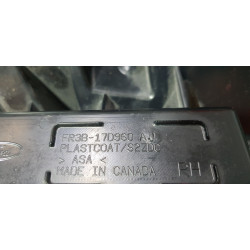 FR3B-17D960 AJ
PLASTCOAT/S2ZDC
> ASA <
MADE IN CANADA RH